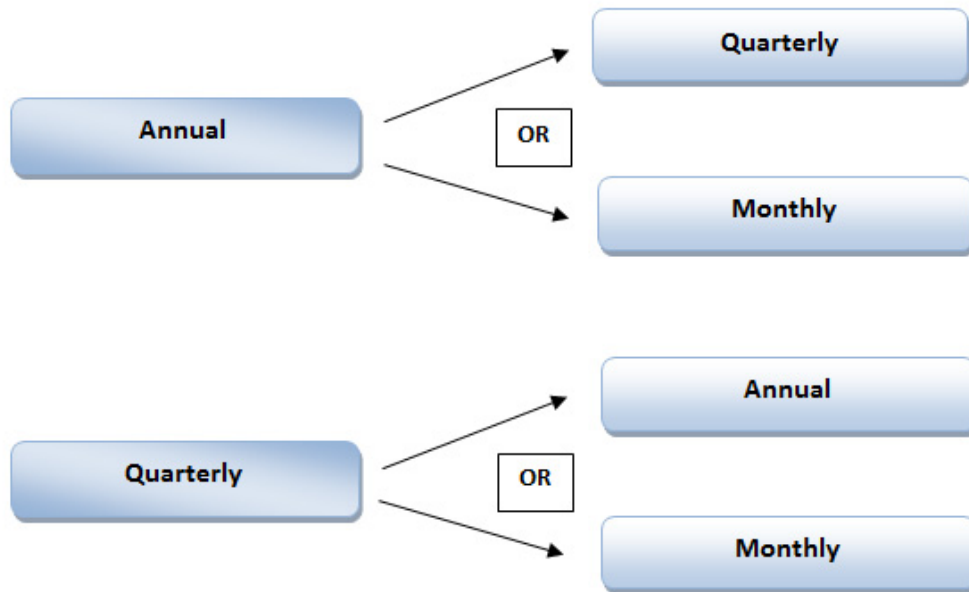 Quarterly
Annual
OR
Monthly
Annual
Quarterly
OR
Monthly